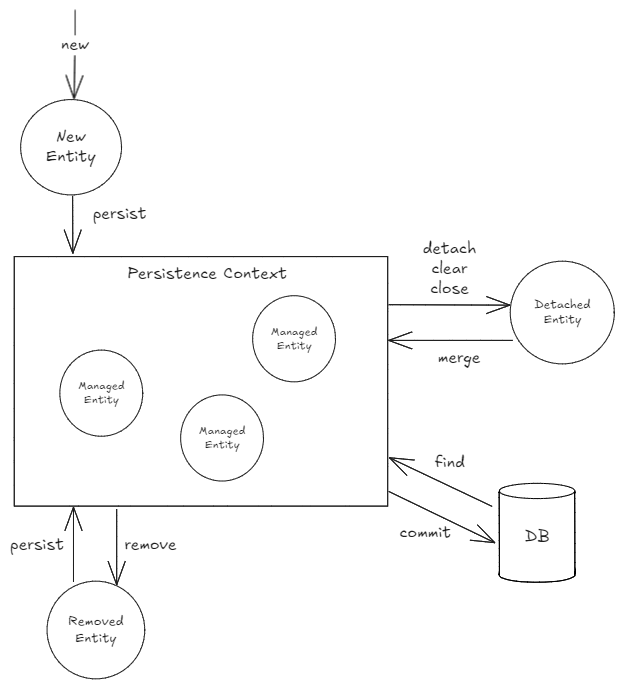 new
New
Entity
persist
Persistence Context
detach
clear
close
Detached
Entity
merge
Managed
Entity
Managed
Entity
Managed
Entity
find
commit
DB
persist
remove
Removed
Entity